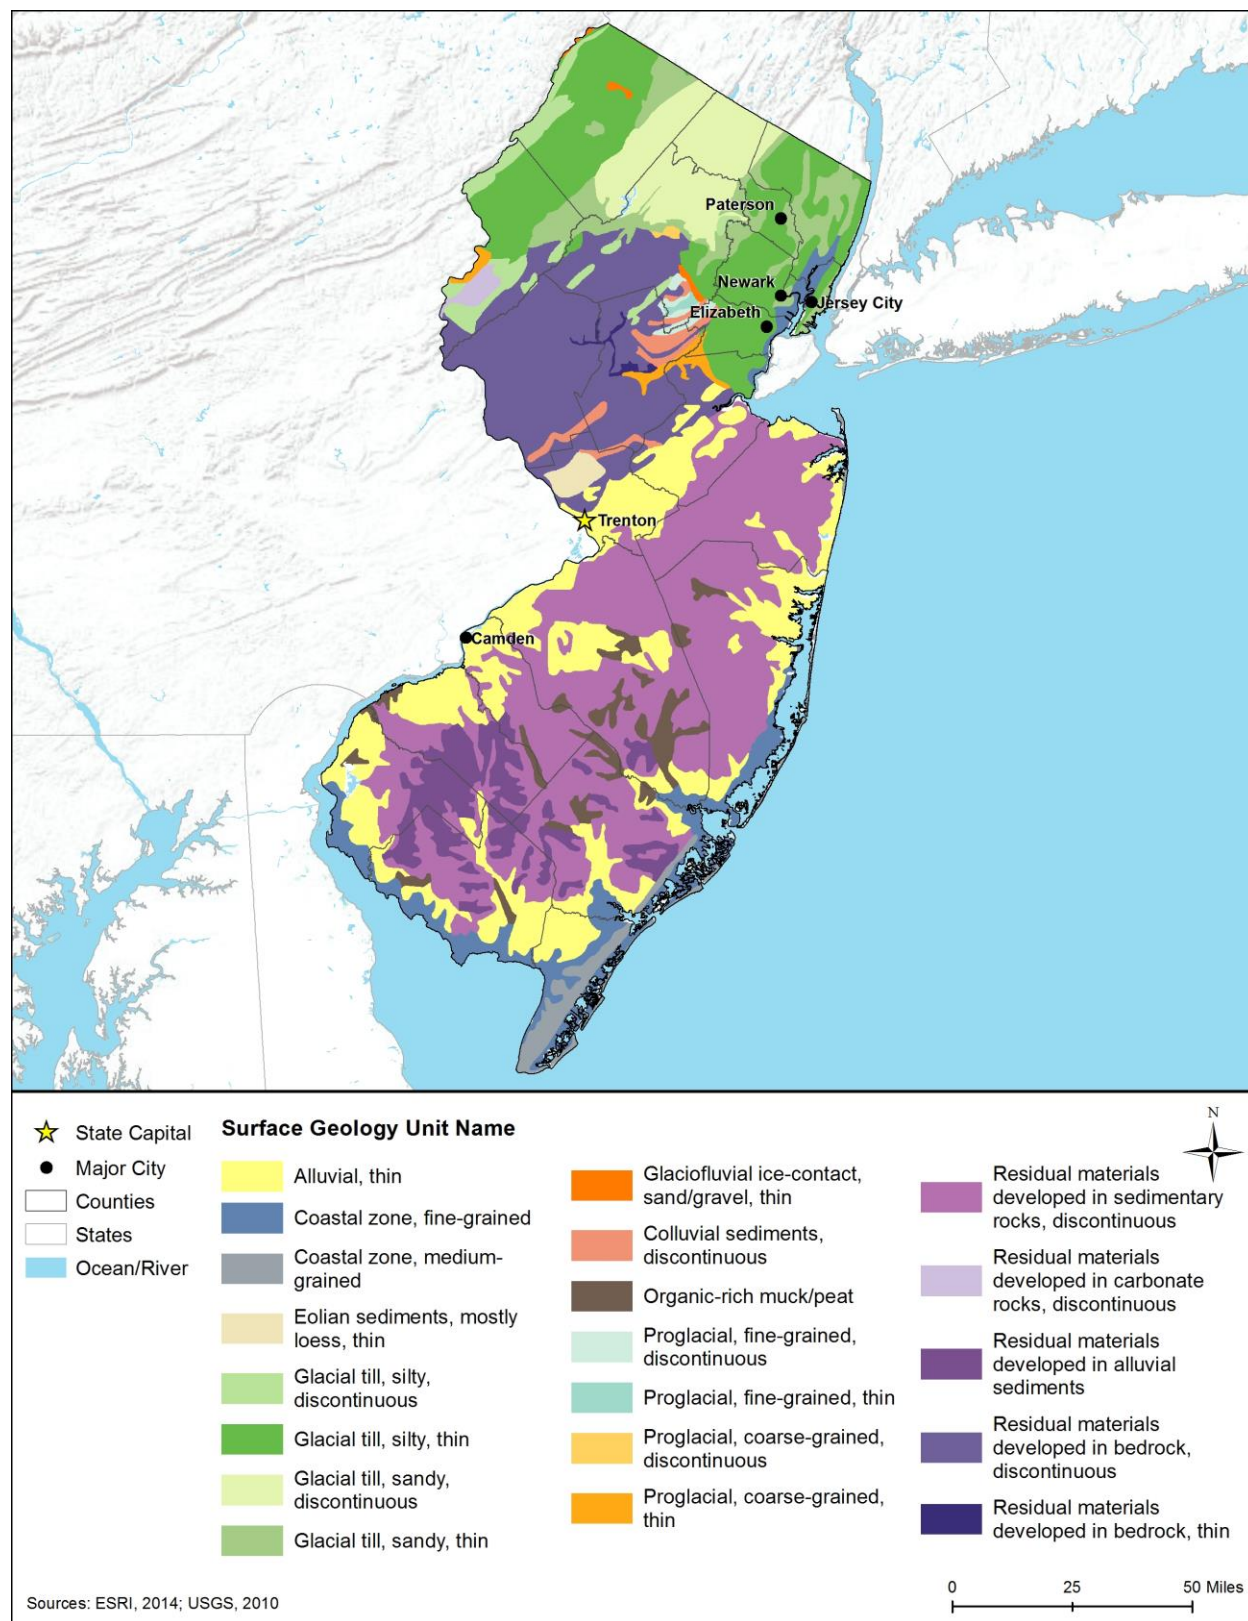 Paterson
Newark
Jersey City
Elizabeth
Trenton
Camden
State Capital
Major City
Counties
States
Ocean/River
Surface Geology Unit Name
Alluvial, thin
Coastal zone, fine-grained
Coastal zone, medium-
grained
Eolian sediments, mostly
loess, thin
Glacial till, silty,
discontinuous
Glacial till, silty, thin
Glacial till, sandy,
discontinuous
Glacial till, sandy, thin
Glaciofluvial ice-contact,
sand/gravel, thin
Colluvial sediments,
discontinuous
Organic-rich muck/peat
Proglacial, fine-grained,
discontinuous
Proglacial, fine-grained, thin
Proglacial, coarse-grained,
discontinuous
Proglacial, coarse-grained,
thin
N
Residual materials
developed in sedimentary
rocks, discontinuous
Residual materials
developed in carbonate
rocks, discontinuous
Residual materials
developed in alluvial
sediments
Residual materials
developed in bedrock,
discontinuous
Residual materials
developed in bedrock, thin
0 25 50 Miles
Sources: ESRI, 2014; USGS, 2010